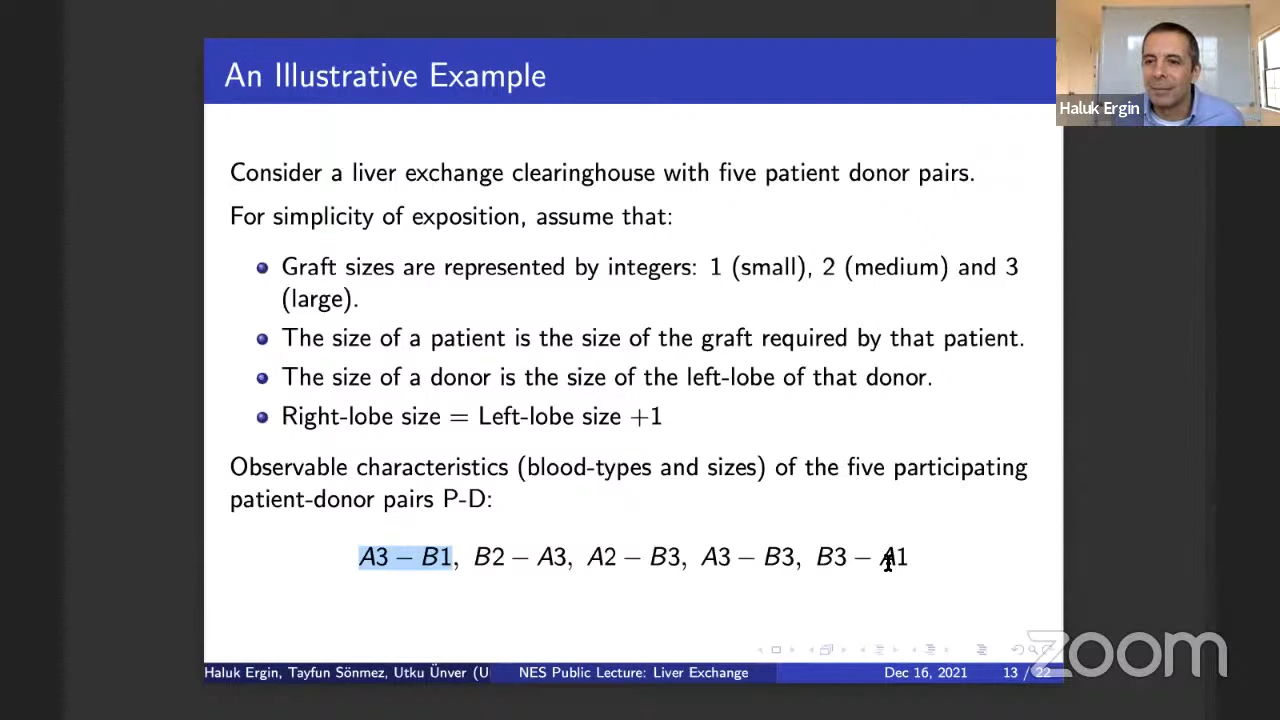 An Illustrative Example
Haluk Ergin
Consider a liver exchange clearinghouse with five patient donor pairs.
For simplicity of exposition, assume that:
Graft sizes are represented by integers: 1 (small), 2 (medium) and 3
(large).
The size of a patient is the size of the graft required by that patient.
The size of a donor is the size of the left-lobe of that donor.
Right-lobe size = Left-lobe size +1
Observable characteristics (blood-types and sizes) of the five participating
patient-donor pairs P-D:
A3 − B1, B2 − A3, A2 − B3, A3 − B3, B3 − A1
zoom
Haluk Ergin, Tayfun Sönmez, Utku Ünver (U NES Public Lecture: Liver Exchange Dec 16, 2021 13 / 22